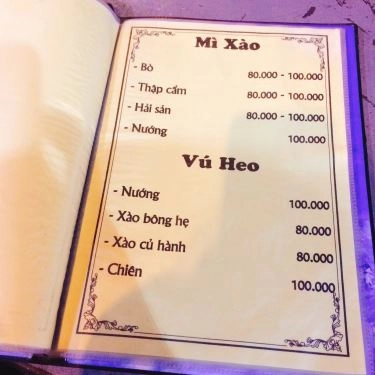 Mì Xào
- Bò 80.000 - 100.000
- Thập cẩm 80.000 - 100.000
- Hải sản 80.000 - 100.000
- Nướng 100.000
Vú Heo
- Nướng 100.000
- Xào bông hẹ 80.000
- Xào củ hành 80.000
- Chiên 100.000